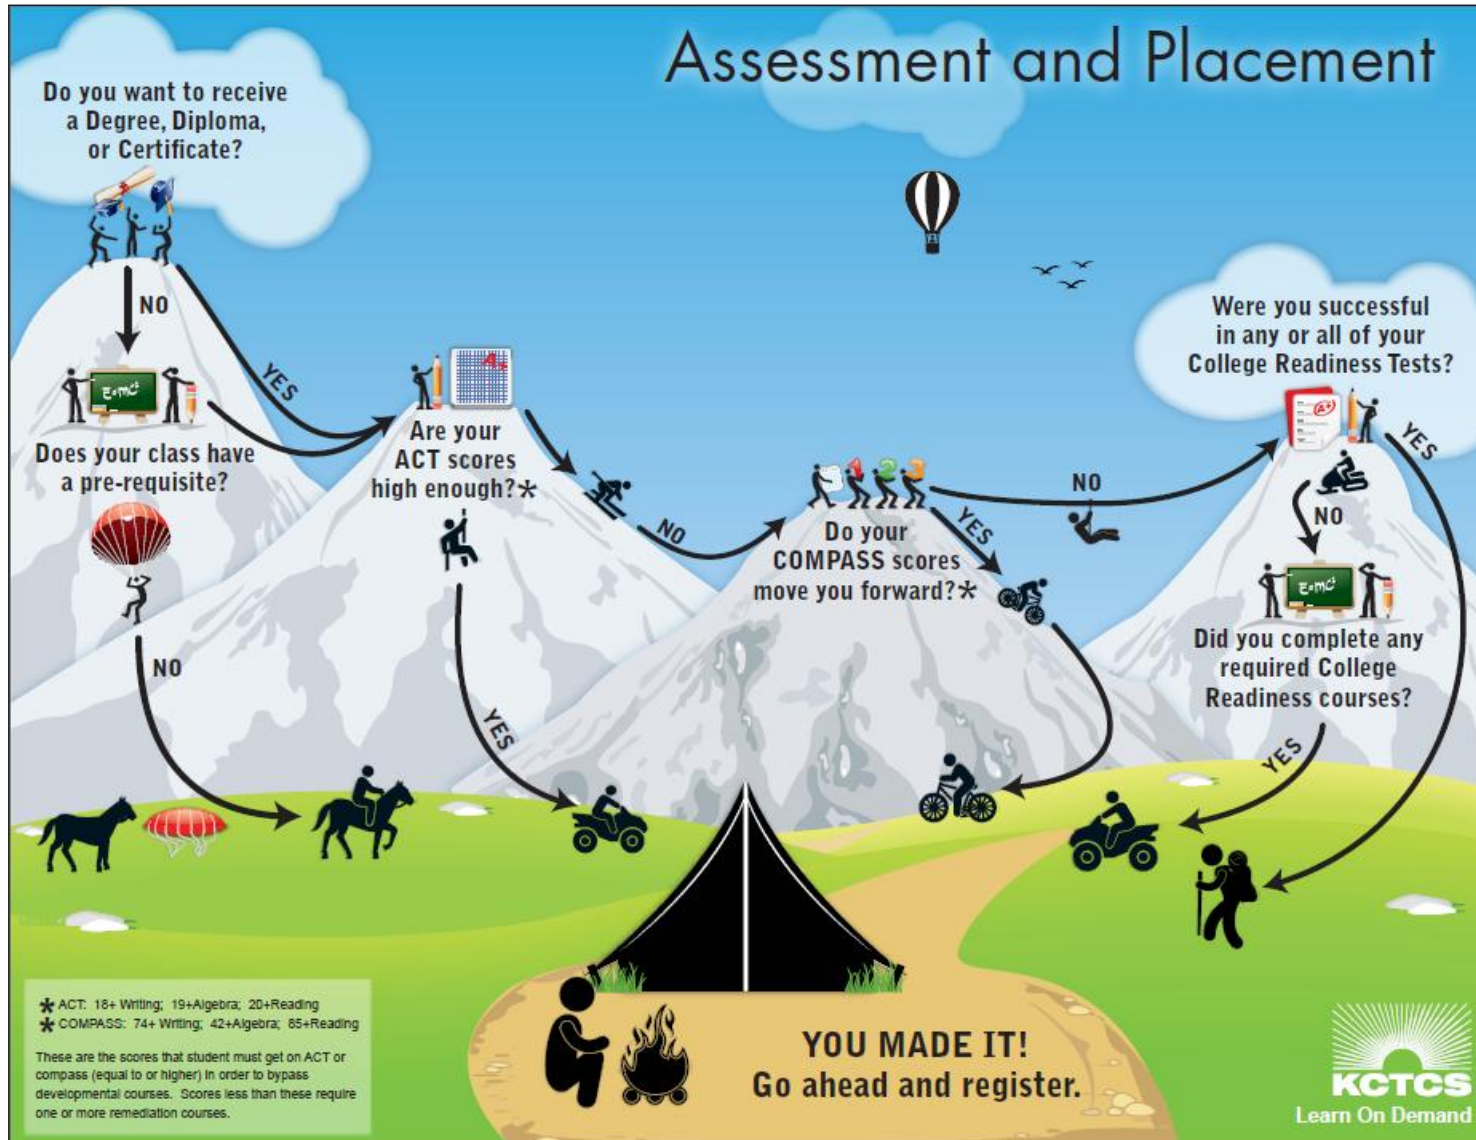 Assessment and Placement
Do you want to receive
a Degree, Diploma,
or Certificate?
NO
YES
E=mc²
Does your class have
a pre-requisite?
NO
A+
Are your
ACT scores
high enough?*
YES
NO
1 2 3
Do your
COMPASS scores
move you forward?*
YES
NO
Were you successful
in any or all of your
College Readiness Tests?
A+
YES
NO
E=mc²
Did you complete any
required College
Readiness courses?
YES
* ACT: 18+ Writing; 19+Algebra; 20+Reading
* COMPASS: 74+ Writing; 42+Algebra; 85+Reading
These are the scores that student must get on ACT or
compass (equal to or higher) in order to bypass
developmental courses. Scores less than these require
one or more remediation courses.
YOU MADE IT!
Go ahead and register.
KCTCS
Learn On Demand